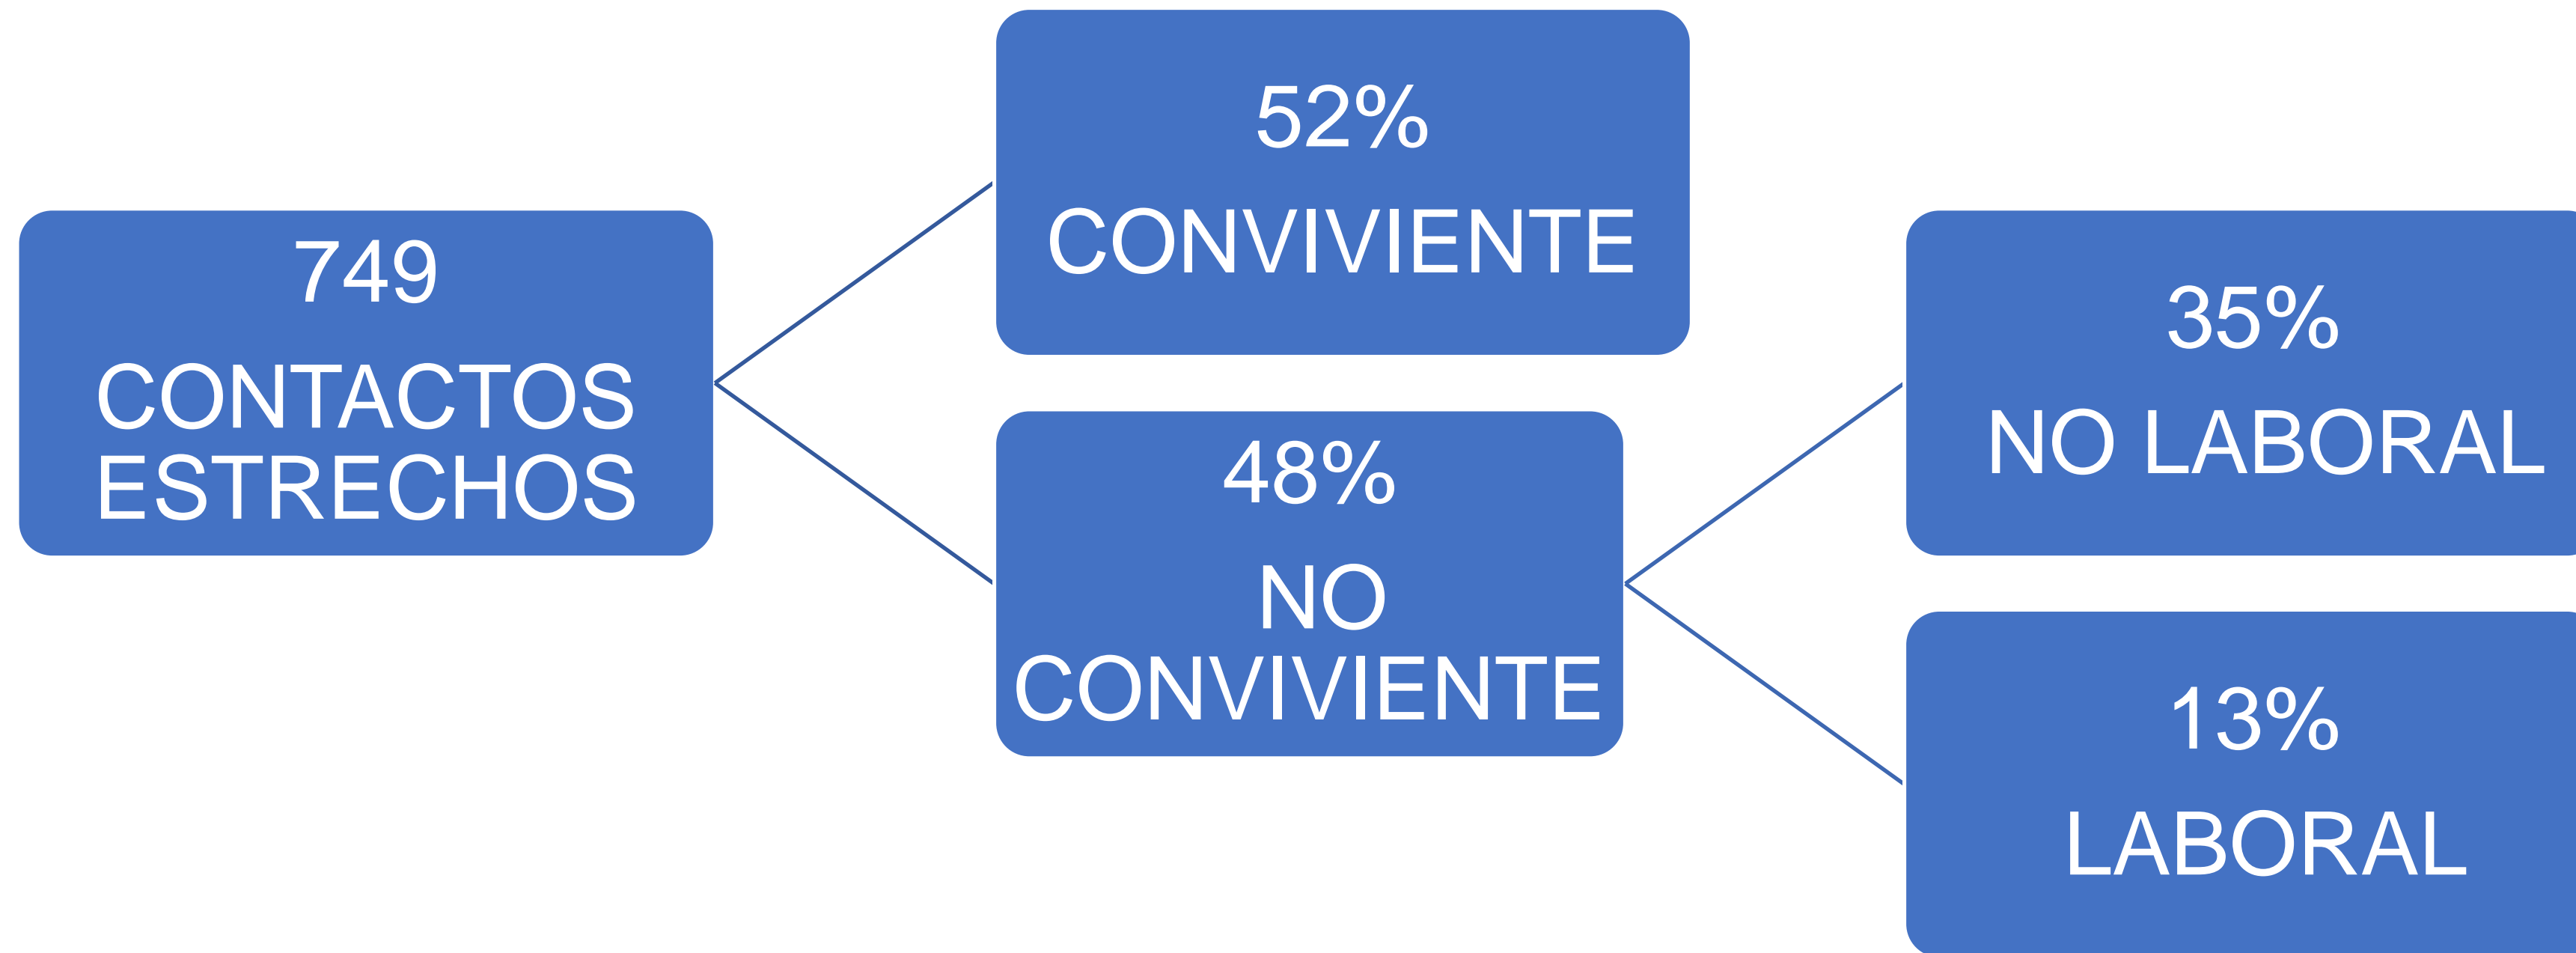 749
CONTACTOS
ESTRECHOS
52%
CONVIVIENTE
48%
NO
CONVIVIENTE
35%
NO LABORAL
13%
LABORAL